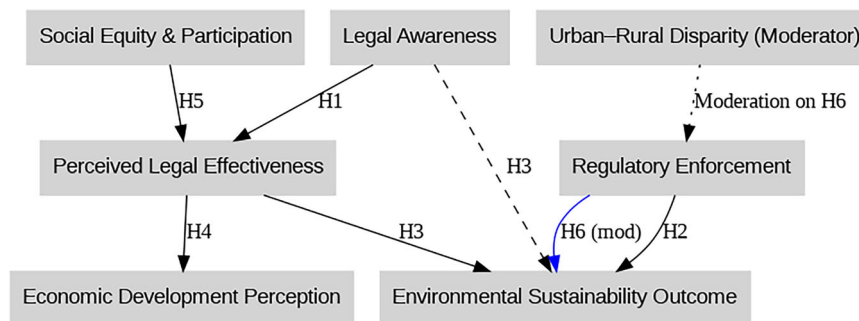 Social Equity & Participation
Legal Awareness
Urban–Rural Disparity (Moderator)
H5
H1
Moderation on H6
H3
Perceived Legal Effectiveness
Regulatory Enforcement
H4
H3
H6 (mod)
H2
Economic Development Perception
Environmental Sustainability Outcome